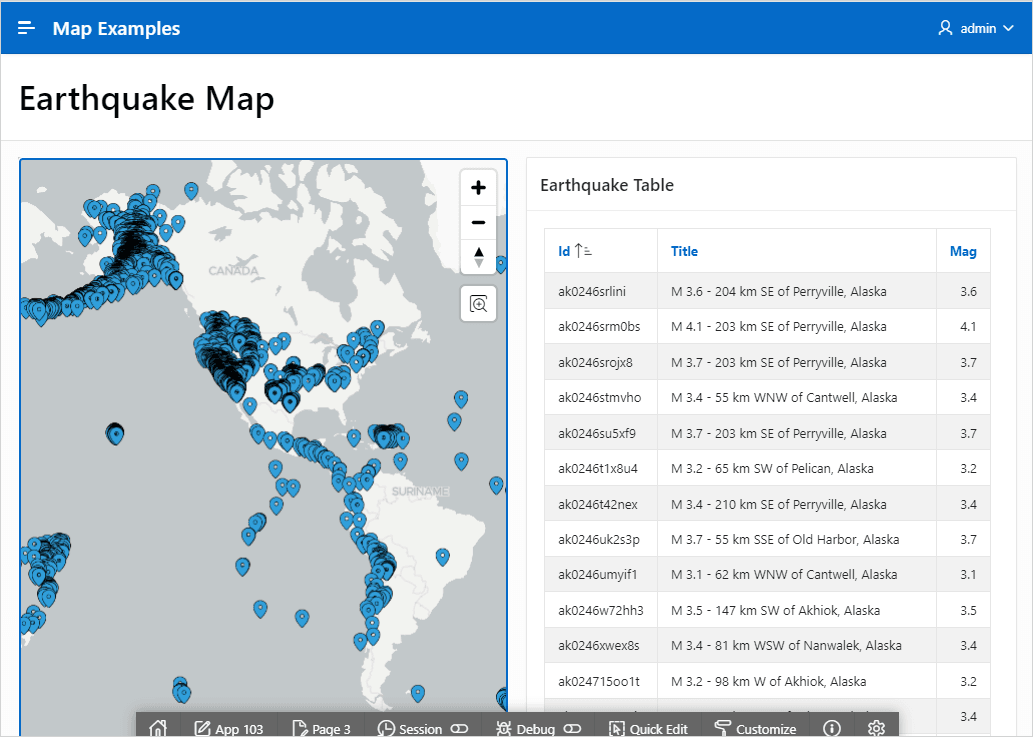 Map Examples
admin
Earthquake Map
CANADA
SURINAME
Earthquake Table
Id Title Mag
ak0246srlini M 3.6 - 204 km SE of Perryville, Alaska 3.6
ak0246srm0bs M 4.1 - 203 km SE of Perryville, Alaska 4.1
ak0246srojx8 M 3.7 - 203 km SE of Perryville, Alaska 3.7
ak0246stmvho M 3.4 - 55 km WNW of Cantwell, Alaska 3.4
ak0246su5xf9 M 3.7 - 203 km SE of Perryville, Alaska 3.7
ak0246t1x8u4 M 3.2 - 65 km SW of Pelican, Alaska 3.2
ak0246t42nex M 3.4 - 210 km SE of Perryville, Alaska 3.4
ak0246uk2s3p M 3.7 - 55 km SSE of Old Harbor, Alaska 3.7
ak0246umyif1 M 3.1 - 62 km WNW of Cantwell, Alaska 3.1
ak0246w72hh3 M 3.5 - 147 km SW of Akhiok, Alaska 3.5
ak0246xwex8s M 3.4 - 81 km WSW of Nanwalek, Alaska 3.4
ak024715oo1t M 3.2 - 98 km W of Akhiok, Alaska 3.2
3.4
App 103 Page 3 Session Debug Quick Edit Customize